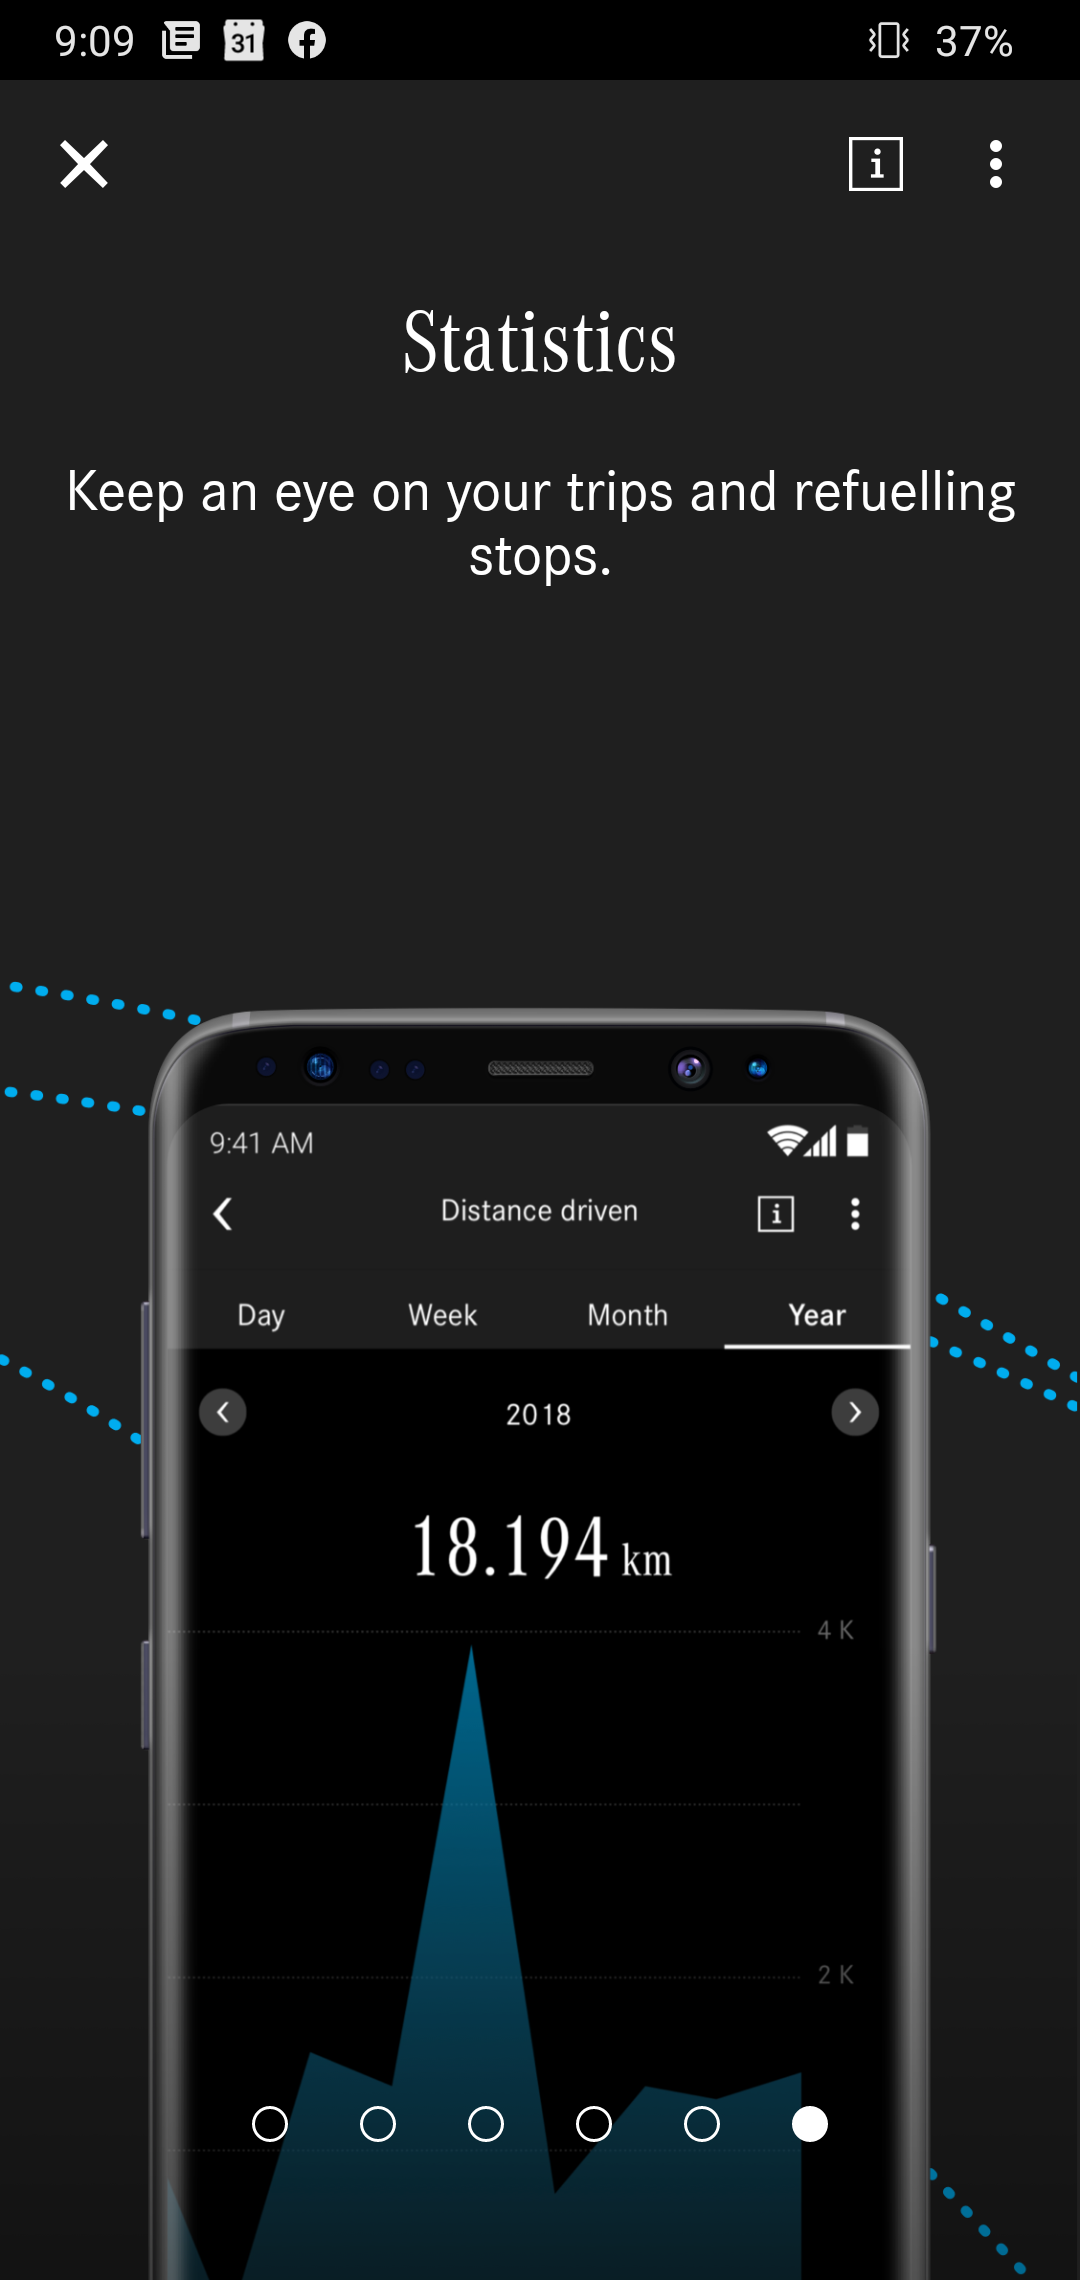 9:09 31 37%
i
Statistics
Keep an eye on your trips and refuelling
stops.
9:41 AM
Distance driven i
Day Week Month Year
2018
18.194 km
4 K
2 K